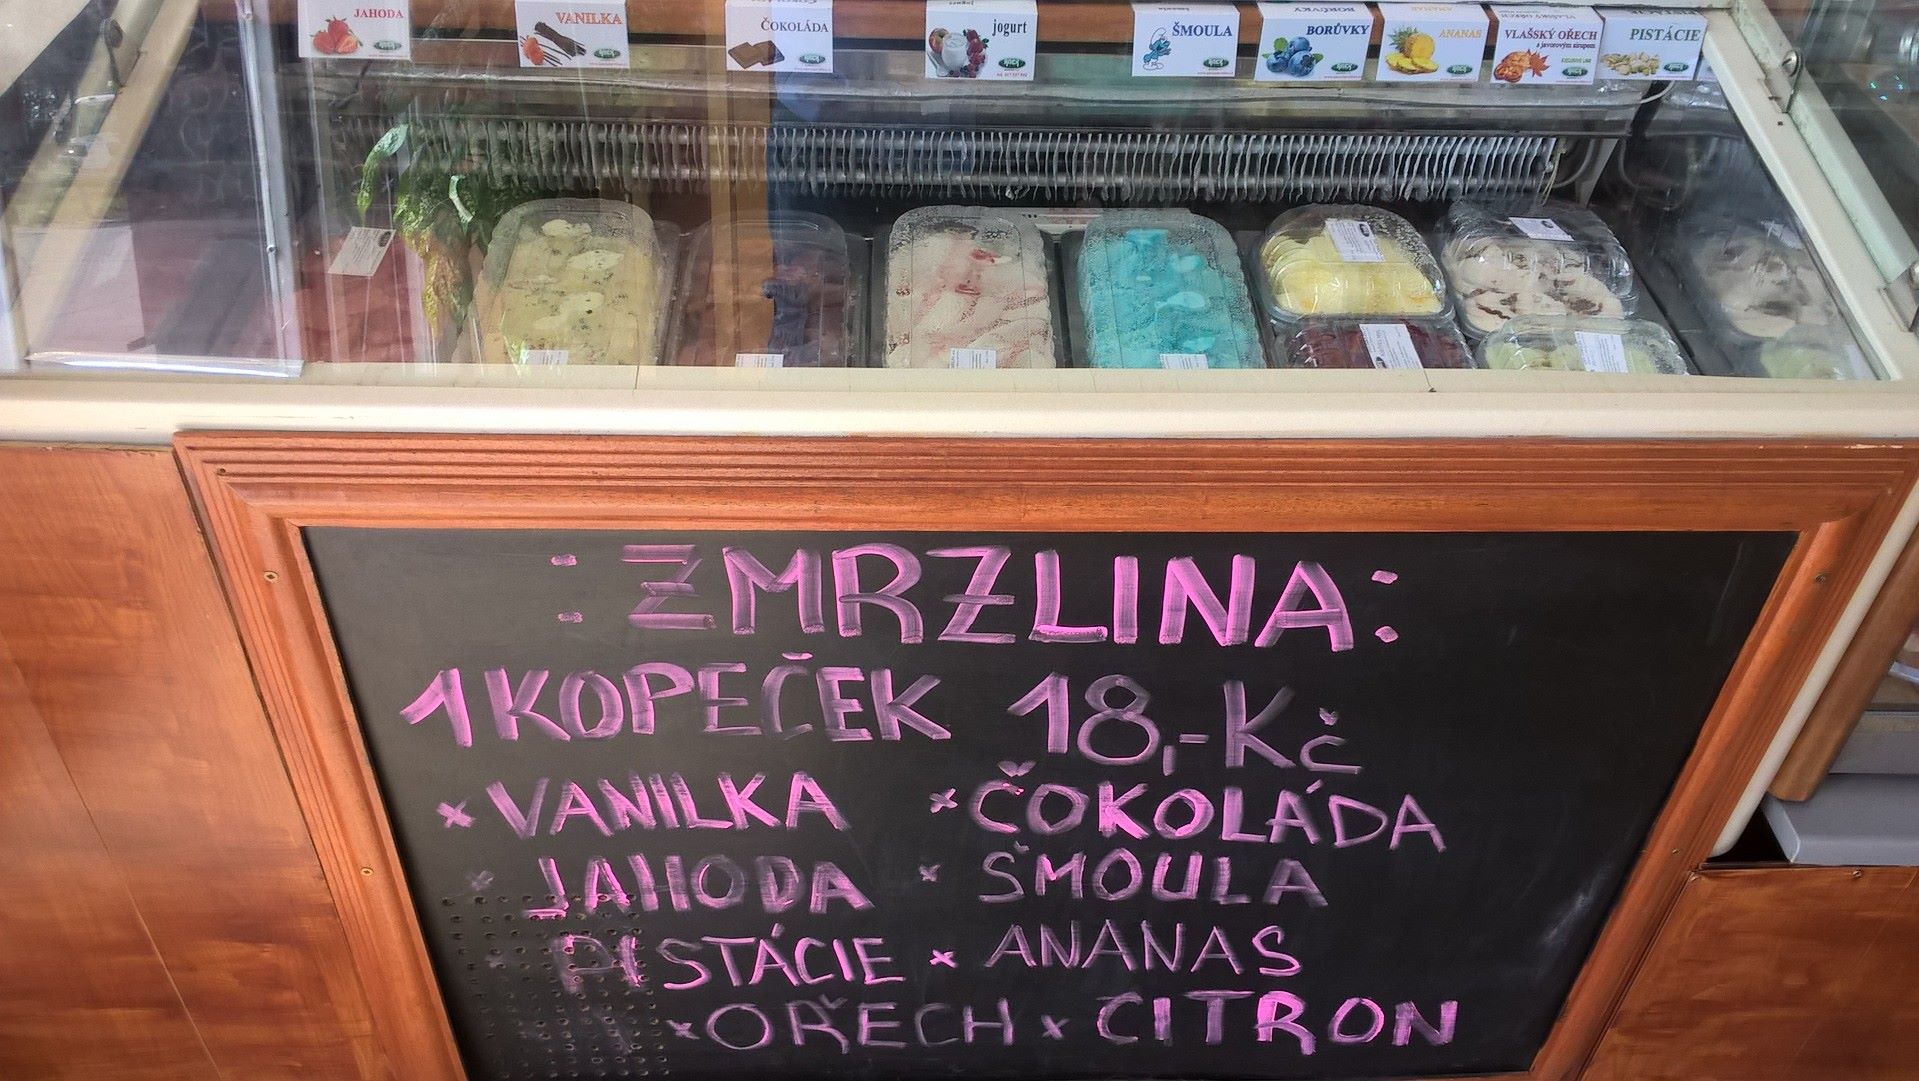 JAHODA
VANILKA
ČOKOLÁDA
jogurt
ŠMOULA
BORŮVKY
ANANAS
VLAŠSKÝ OŘECH
s javorovým sirupem
PISTÁCIE
: ZMRZLINA :
1 KOPEČEK 18,- Kč
× VANILKA × ČOKOLÁDA
× JAHODA × ŠMOULA
PISTÁCIE × ANANAS
× OŘECH × CITRON